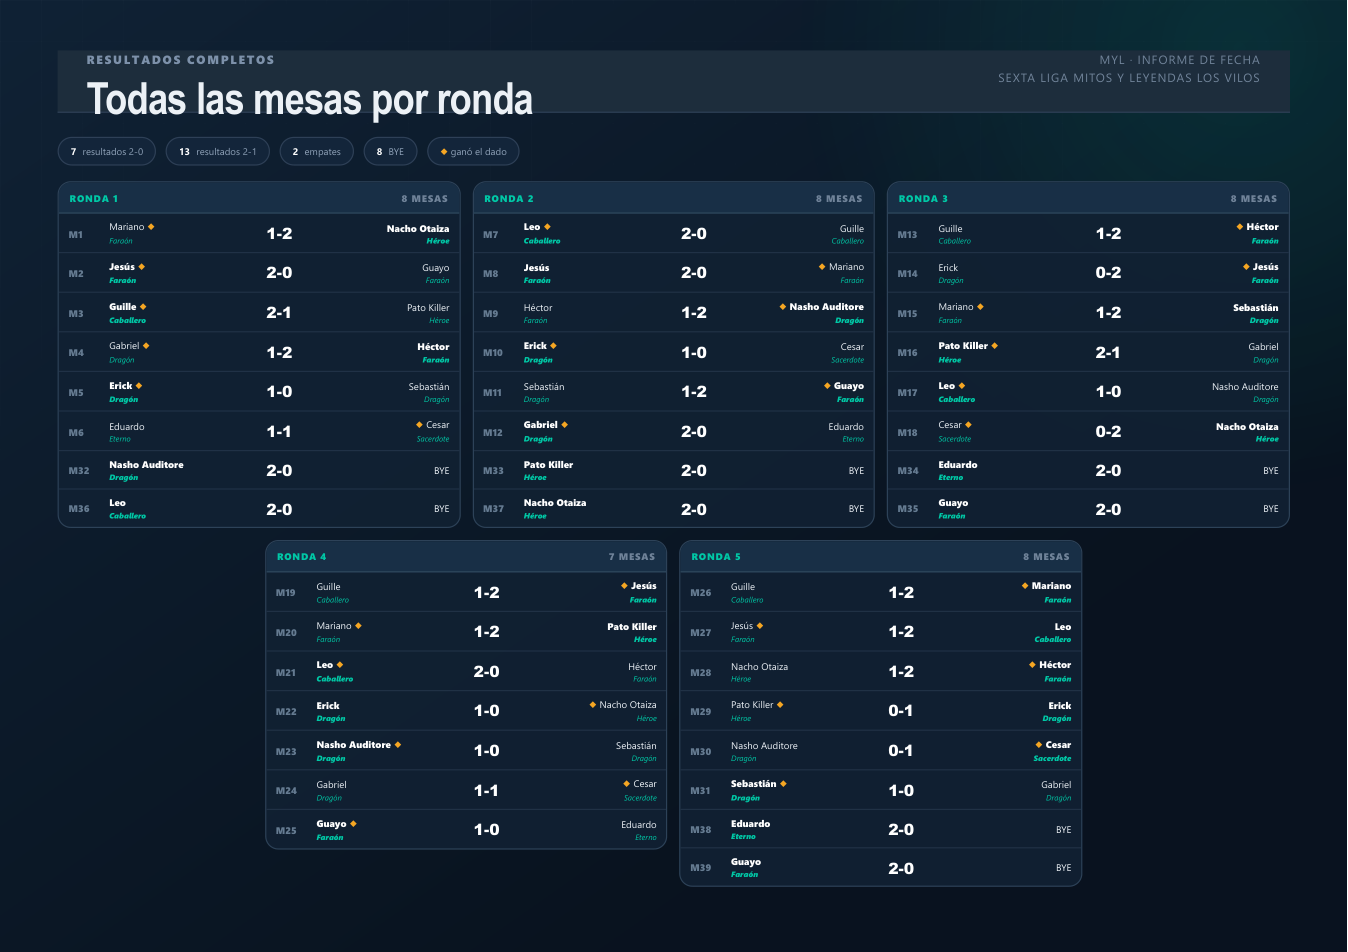 RESULTADOS COMPLETOS
Todas las mesas por ronda
MYL · INFORME DE FECHA
SEXTA LIGA MITOS Y LEYENDAS LOS VILOS
7 resultados 2-0
13 resultados 2-1
2 empates
8 BYE
◆ ganó el dado
RONDA 1 8 MESAS
M1 Mariano ◆ 1-2 Nacho Otaiza
Faraón Héroe
M2 Jesús ◆ 2-0 Guayo
Faraón Faraón
M3 Guille ◆ 2-1 Pato Killer
Caballero Héroe
M4 Gabriel ◆ 1-2 Héctor
Dragón Faraón
M5 Erick ◆ 1-0 Sebastián
Dragón Dragón
M6 Eduardo 1-1 ◆ Cesar
Eterno Sacerdote
M32 Nasho Auditore 2-0 BYE
Dragón
M36 Leo 2-0 BYE
Caballero
RONDA 2 8 MESAS
M7 Leo ◆ 2-0 Guille
Caballero Caballero
M8 Jesús 2-0 ◆ Mariano
Faraón Faraón
M9 Héctor 1-2 ◆ Nasho Auditore
Faraón Dragón
M10 Erick ◆ 1-0 Cesar
Dragón Sacerdote
M11 Sebastián 1-2 ◆ Guayo
Dragón Faraón
M12 Gabriel ◆ 2-0 Eduardo
Dragón Eterno
M33 Pato Killer 2-0 BYE
Héroe
M37 Nacho Otaiza 2-0 BYE
Héroe
RONDA 3 8 MESAS
M13 Guille 1-2 ◆ Héctor
Caballero Faraón
M14 Erick 0-2 ◆ Jesús
Dragón Faraón
M15 Mariano ◆ 1-2 Sebastián
Faraón Dragón
M16 Pato Killer ◆ 2-1 Gabriel
Héroe Dragón
M17 Leo ◆ 1-0 Nasho Auditore
Caballero Dragón
M18 Cesar ◆ 0-2 Nacho Otaiza
Sacerdote Héroe
M34 Eduardo 2-0 BYE
Eterno
M35 Guayo 2-0 BYE
Faraón
RONDA 4 7 MESAS
M19 Guille 1-2 ◆ Jesús
Caballero Faraón
M20 Mariano ◆ 1-2 Pato Killer
Faraón Héroe
M21 Leo ◆ 2-0 Héctor
Caballero Faraón
M22 Erick 1-0 ◆ Nacho Otaiza
Dragón Héroe
M23 Nasho Auditore ◆ 1-0 Sebastián
Dragón Dragón
M24 Gabriel 1-1 ◆ Cesar
Dragón Sacerdote
M25 Guayo ◆ 1-0 Eduardo
Faraón Eterno
RONDA 5 8 MESAS
M26 Guille 1-2 ◆ Mariano
Caballero Faraón
M27 Jesús ◆ 1-2 Leo
Faraón Caballero
M28 Nacho Otaiza 1-2 ◆ Héctor
Héroe Faraón
M29 Pato Killer ◆ 0-1 Erick
Héroe Dragón
M30 Nasho Auditore 0-1 ◆ Cesar
Dragón Sacerdote
M31 Sebastián ◆ 1-0 Gabriel
Dragón Dragón
M38 Eduardo 2-0 BYE
Eterno
M39 Guayo 2-0 BYE
Faraón